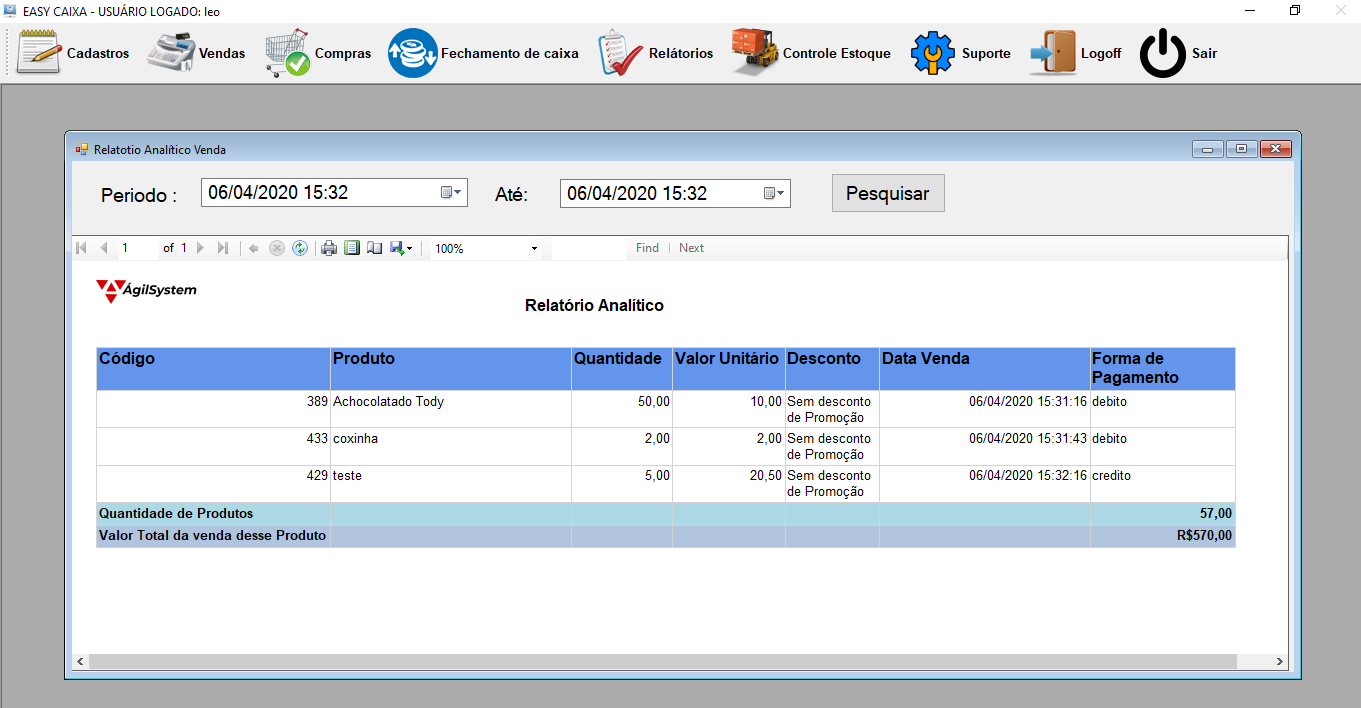 EASY CAIXA - USUÁRIO LOGADO: leo
Cadastros Vendas Compras Fechamento de caixa Relátorios Controle Estoque Suporte Logoff Sair
Relatotio Analítico Venda
Periodo : 06/04/2020 15:32 Até: 06/04/2020 15:32 Pesquisar
1 of 1 100% Find Next
ÁgilSystem
Relatório Analítico
Código Produto Quantidade Valor Unitário Desconto Data Venda Forma de
Pagamento
389 Achocolatado Tody 50,00 10,00 Sem desconto 06/04/2020 15:31:16 debito
de Promoção
433 coxinha 2,00 2,00 Sem desconto 06/04/2020 15:31:43 debito
de Promoção
429 teste 5,00 20,50 Sem desconto 06/04/2020 15:32:16 credito
de Promoção
Quantidade de Produtos 57,00
Valor Total da venda desse Produto R$570,00